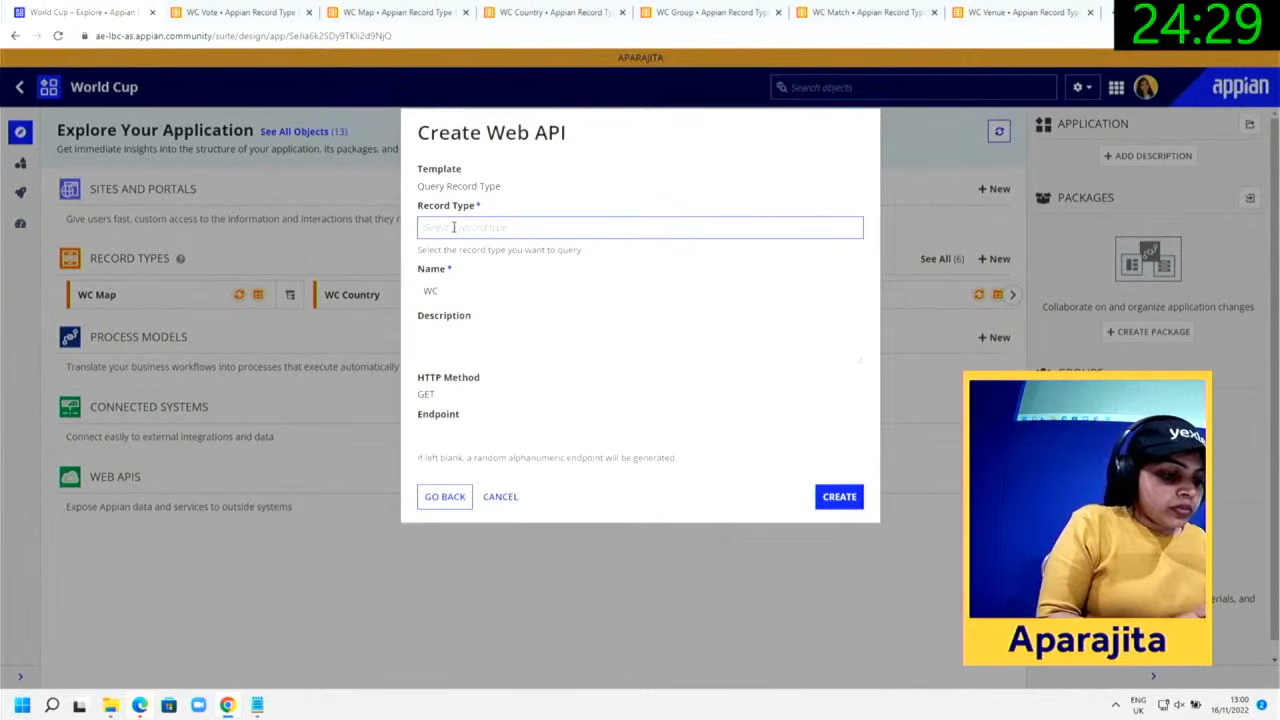 World Cup – Explore • Appian
WC Vote • Appian Record Type
WC Map • Appian Record Type
WC Country • Appian Record Ty
WC Group • Appian Record Typ
WC Match • Appian Record Typ
WC Venue • Appian Record Typ
24:29
ae-lbc-as.appian.community/suite/design/app/
APARAJITA
World Cup
Search objects
appian
Explore Your Application See All Objects (13)
Get immediate insights into the structure of your application, its packages, and
SITES AND PORTALS
+ New
Give users fast, custom access to the information and interactions that they r
RECORD TYPES
See All (6) + New
WC Map
WC Country
PROCESS MODELS
+ New
Translate your business workflows into processes that execute automatically
CONNECTED SYSTEMS
Connect easily to external integrations and data
WEB APIS
Expose Appian data and services to outside systems
Create Web API
Template
Query Record Type
Record Type *
Select a record type
Select the record type you want to query
Name *
WC
Description
HTTP Method
GET
Endpoint
If left blank, a random alphanumeric endpoint will be generated
GO BACK
CANCEL
CREATE
APPLICATION
+ ADD DESCRIPTION
PACKAGES
Collaborate on and organize application changes
+ CREATE PACKAGE
Aparajita
ENG
UK
13:00
16/11/2022
2